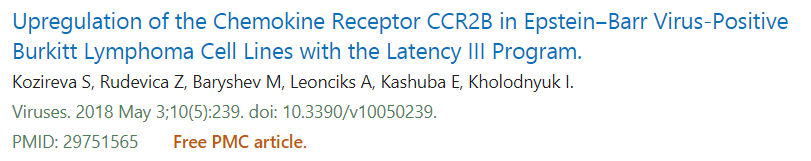 Upregulation of the Chemokine Receptor CCR2B in Epstein–Barr Virus-Positive
Burkitt Lymphoma Cell Lines with the Latency III Program.
Kozireva S, Rudevica Z, Baryshev M, Leonciks A, Kashuba E, Kholodnyuk I.
Viruses. 2018 May 3;10(5):239. doi: 10.3390/v10050239.
PMID: 29751565 Free PMC article.